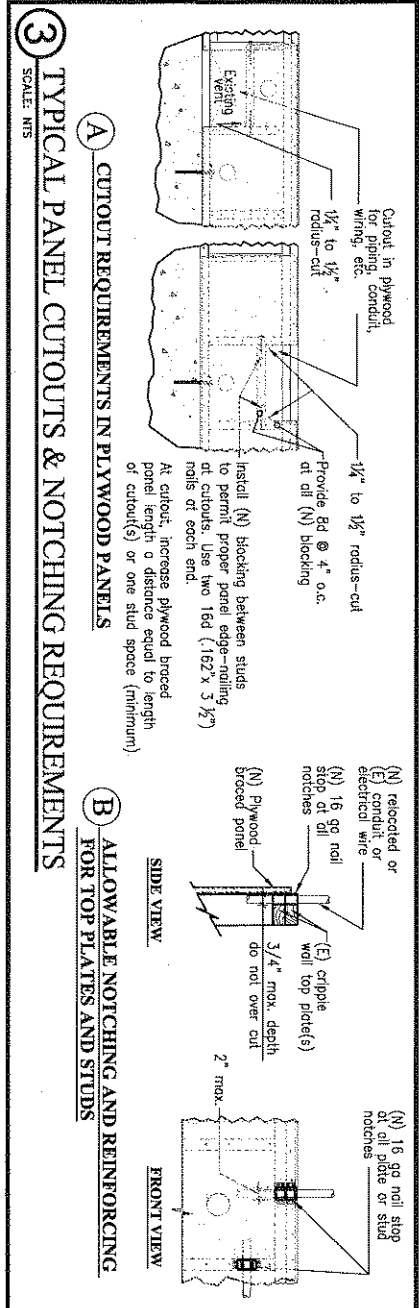 Cutout in plywood
for piping, conduit,
wiring, etc.
1¼" to 1½"
radius-cut
Existing
vent
1¼" to 1½" radius-cut
Provide 8d @ 4" o.c.
at all (N) blocking
Install (N) blocking between studs
to permit proper panel edge-nailing
at cutouts. Use two 16d (.162"x 3 ½")
nails at each end.
At cutout, increase plywood braced
panel length a distance equal to length
of cutout(s) or one stud space (minimum)
A CUTOUT REQUIREMENTS IN PLYWOOD PANELS
(N) relocated or
(E) conduit, or
electrical wire
(N) 16 ga nail
stop at all
notches
(N) Plywood
braced panel
(E) cripple
wall top plate(s)
3/4" max. depth
do not over cut
SIDE VIEW
(N) 16 ga nail stop
at all plate or stud
notches
2" max.
FRONT VIEW
B ALLOWABLE NOTCHING AND REINFORCING
FOR TOP PLATES AND STUDS
3 TYPICAL PANEL CUTOUTS & NOTCHING REQUIREMENTS
SCALE: NTS